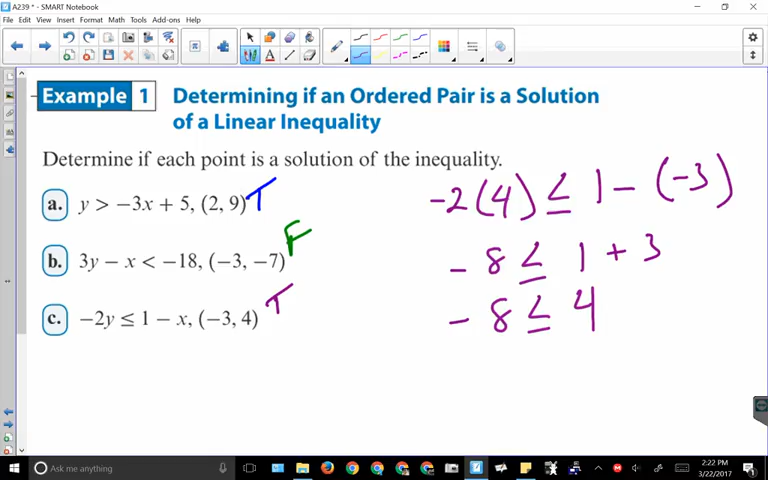 A239 * - SMART Notebook
File Edit View Insert Format Math Tools Add-ons Help
Example 1 Determining if an Ordered Pair is a Solution
of a Linear Inequality
Determine if each point is a solution of the inequality.
a. y > −3x + 5, (2, 9) T
b. 3y − x < −18, (−3, −7) F
c. −2y ≤ 1 − x, (−3, 4) T
-2(4) ≤ 1 - (-3)
- 8 ≤ 1 + 3
- 8 ≤ 4
Ask me anything
2:22 PM
3/22/2017